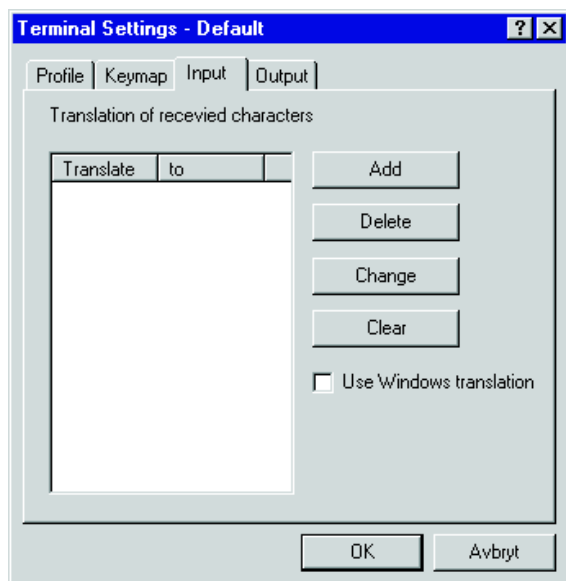 Terminal Settings - Default
Profile Keymap Input Output
Translation of recevied characters
Translate to
Add
Delete
Change
Clear
Use Windows translation
OK Avbryt